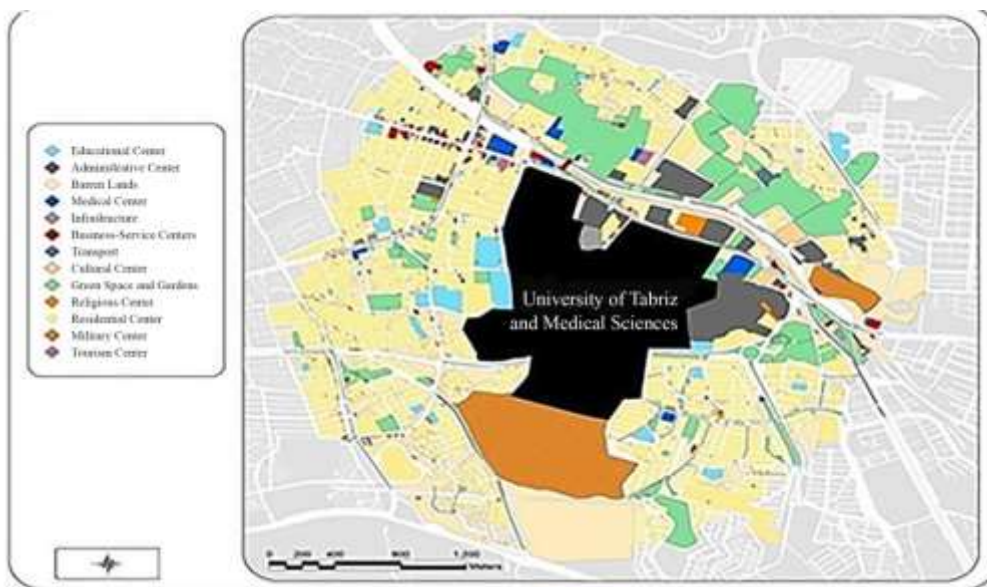 Educational Center
Administrative Center
Barren Lands
Medical Center
Infrastructure
Business-Service Centers
Transport
Cultural Center
Green Space and Gardens
Religious Center
Residential Center
Military Center
Tourism Center
University of Tabriz
and Medical Sciences
0 200 400 800 1,200
Meters